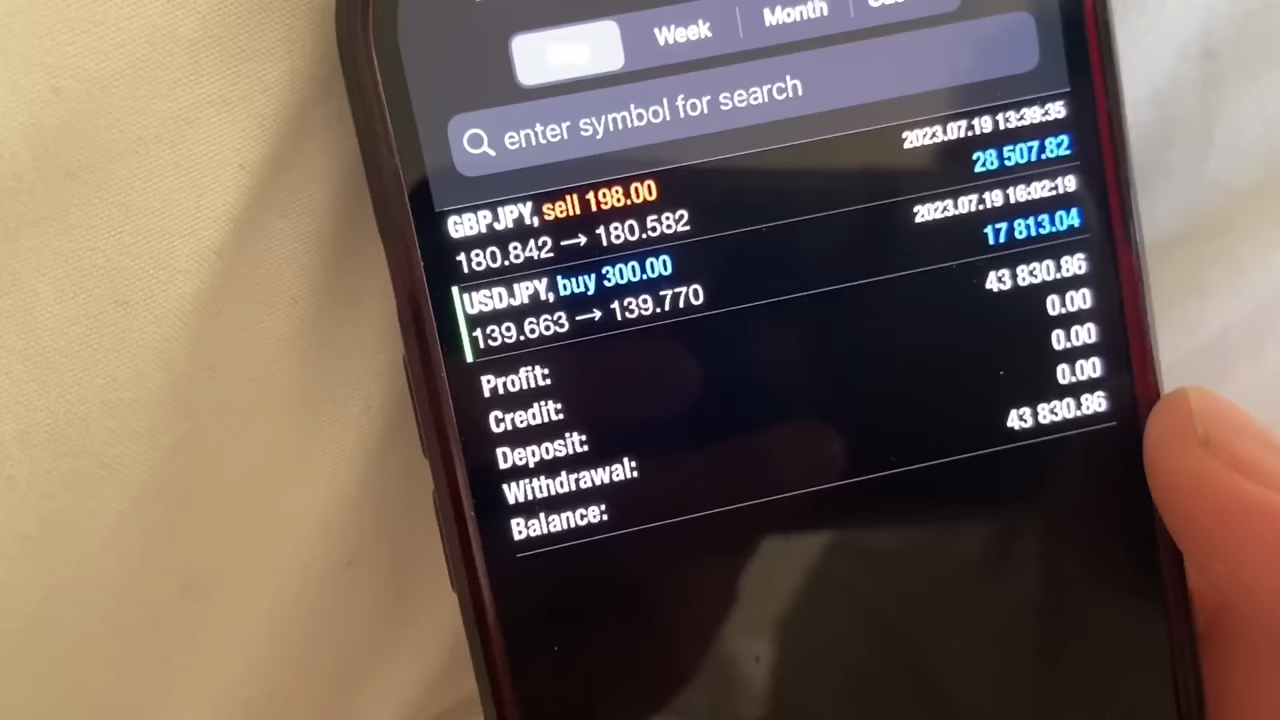 Week
Month
enter symbol for search
GBPJPY, sell 198.00
2023.07.19 13:39:35
180.842 → 180.582
28 507.82
USDJPY, buy 300.00
2023.07.19 16:02:19
139.663 → 139.770
17 813.04
Profit: 43 830.86
Credit: 0.00
Deposit: 0.00
Withdrawal: 0.00
Balance: 43 830.86